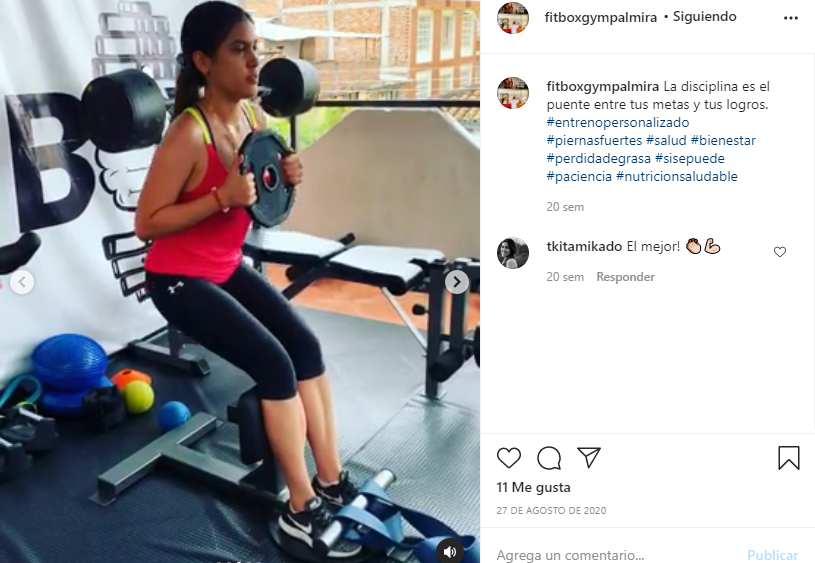 fitboxgympalmira • Siguiendo
fitboxgympalmira La disciplina es el
puente entre tus metas y tus logros.
#entrenopersonalizado
#piernasfuertes #salud #bienestar
#perdidadegrasa #sisepuede
#paciencia #nutricionsaludable
20 sem
tkitamikado El mejor! 👏🏻💪🏻
20 sem Responder
11 Me gusta
27 DE AGOSTO DE 2020
Agrega un comentario... Publicar
B